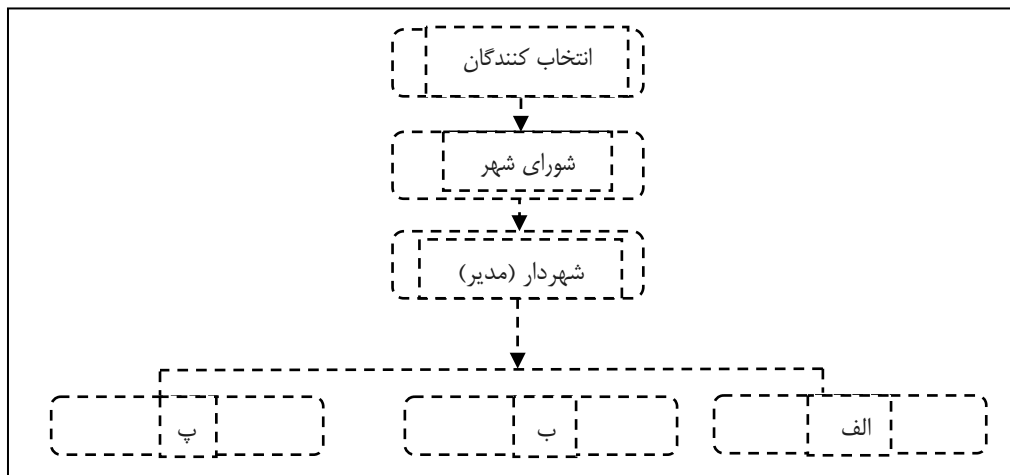 انتخاب کنندگان
شورای شهر
شهردار (مدیر)
الف
ب
پ